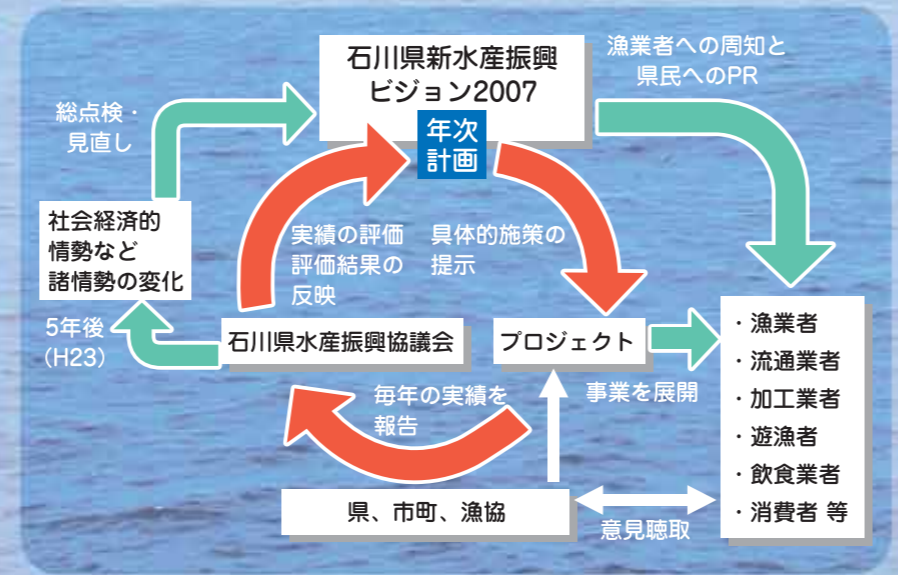 石川県新水産振興
ビジョン2007
年次
計画
漁業者への周知と
県民へのPR
総点検・
見直し
社会経済的
情勢など
諸情勢の変化
実績の評価
評価結果の
反映
具体的施策の
提示
5年後
（H23）
石川県水産振興協議会
プロジェクト
事業を展開
毎年の実績を
報告
県、市町、漁協
意見聴取
・漁業者
・流通業者
・加工業者
・遊漁者
・飲食業者
・消費者 等